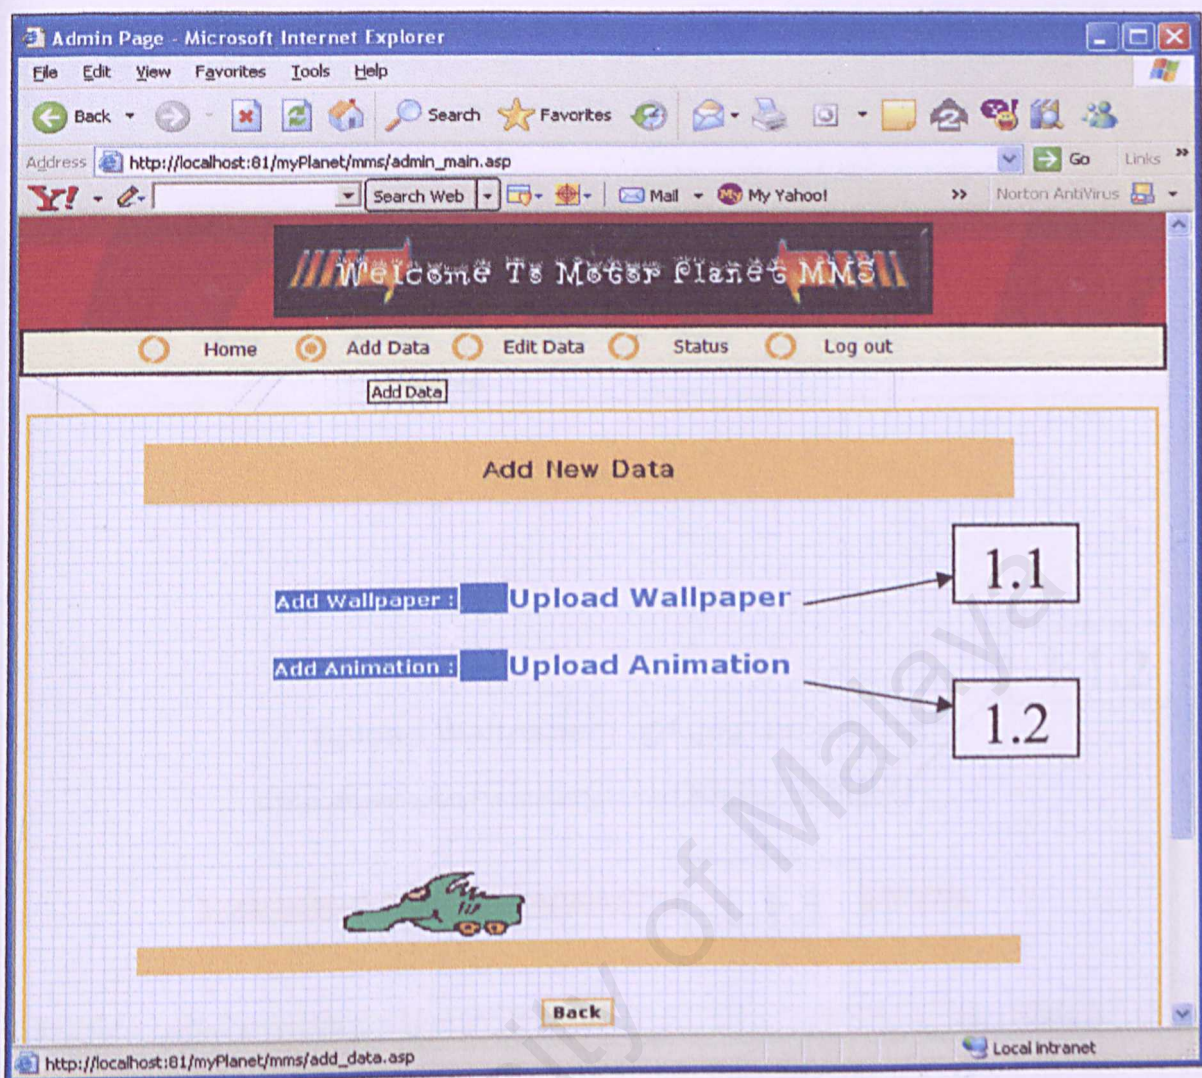 Admin Page - Microsoft Internet Explorer
File Edit View Favorites Tools Help
Back Search Favorites
Address http://localhost:81/myPlanet/mms/admin_main.asp Go Links »
Y! Search Web Mail My Yahoo! » Norton AntiVirus
Welcome To Motor Planet MMS
Home Add Data Edit Data Status Log out
Add Data
Add New Data
1.1
Add Wallpaper : Upload Wallpaper
Add Animation : Upload Animation
1.2
Back
http://localhost:81/myPlanet/mms/add_data.asp Local intranet
University of Malaya